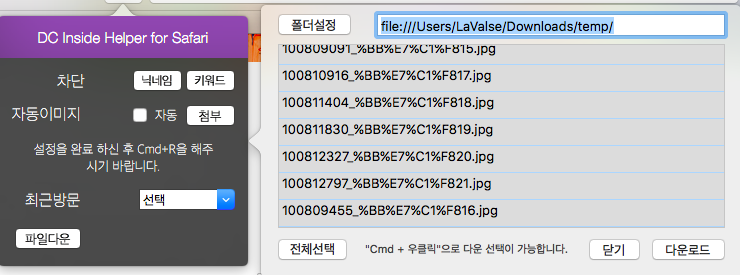 DC Inside Helper for Safari
차단
닉네임
키워드
자동이미지
자동
첨부
설정을 완료 하신 후 Cmd+R을 해주
시기 바랍니다.
최근방문
선택
파일다운
폴더설정
file:///Users/LaValse/Downloads/temp/
100809091_%BB%E7%C1%F815.jpg
100810916_%BB%E7%C1%F817.jpg
100811404_%BB%E7%C1%F818.jpg
100811830_%BB%E7%C1%F819.jpg
100812327_%BB%E7%C1%F820.jpg
100812797_%BB%E7%C1%F821.jpg
100809455_%BB%E7%C1%F816.jpg
전체선택
"Cmd + 우클릭"으로 다운 선택이 가능합니다.
닫기
다운로드